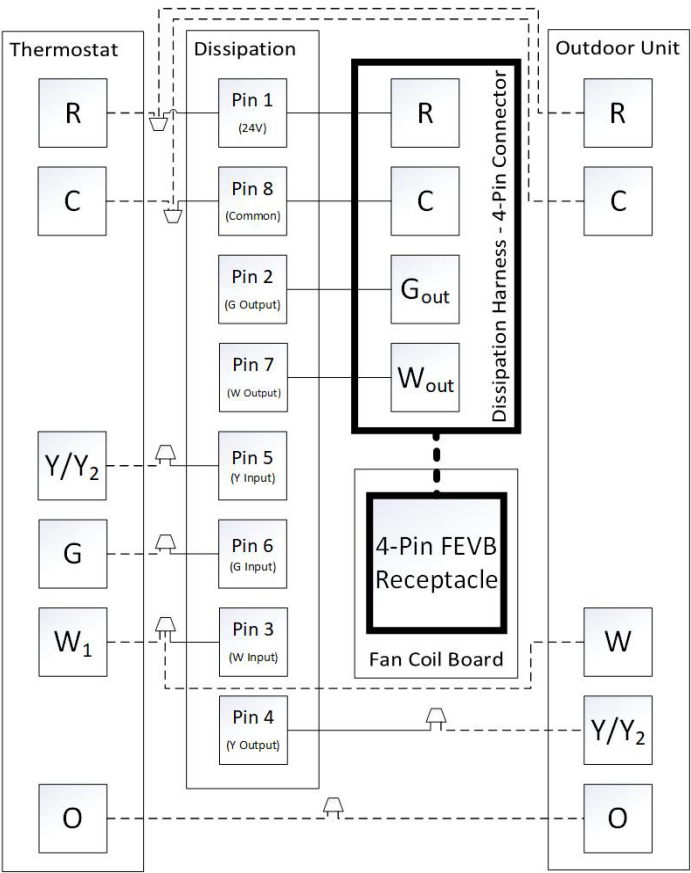 Thermostat
Dissipation
Outdoor Unit
R
Pin 1
(24V)
R
R
C
Pin 8
(Common)
C
C
Pin 2
(G Output)
Gout
Pin 7
(W Output)
Wout
Dissipation Harness - 4-Pin Connector
Y/Y2
Pin 5
(Y Input)
G
Pin 6
(G Input)
4-Pin FEVB
Receptacle
Fan Coil Board
W1
Pin 3
(W Input)
W
Pin 4
(Y Output)
Y/Y2
O
O